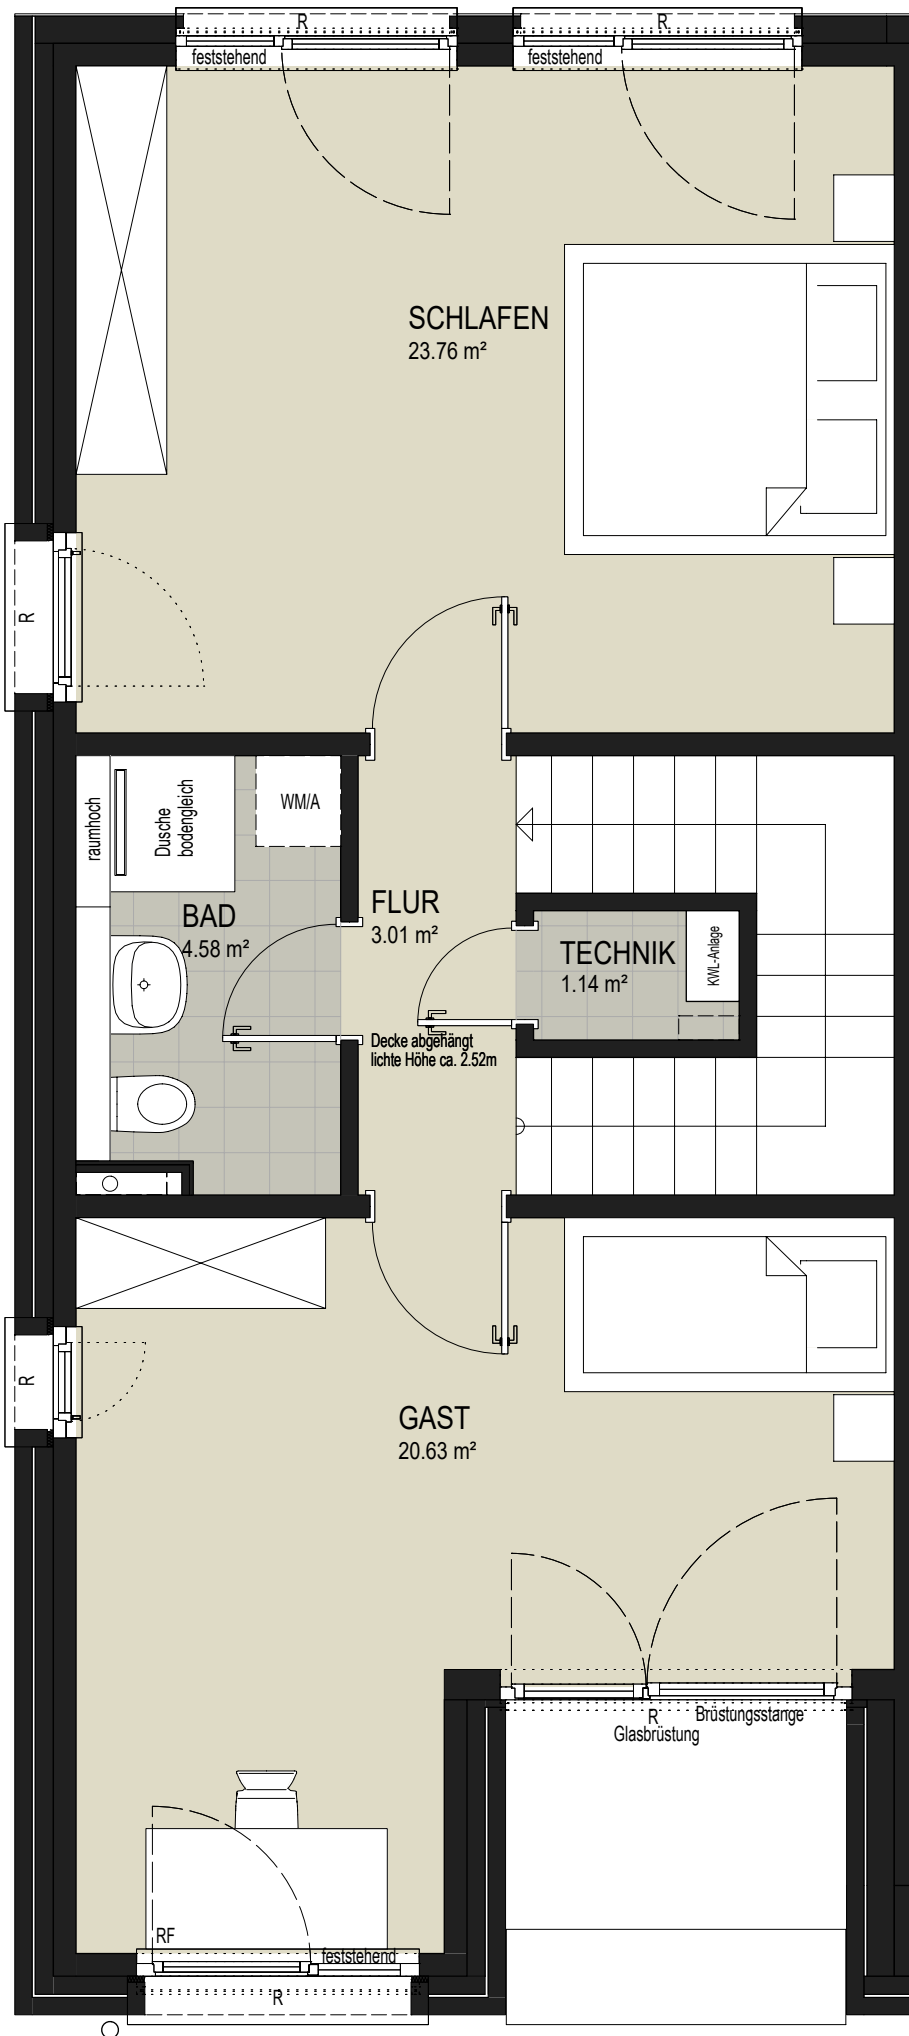 R
R
feststehend
feststehend
SCHLAFEN
23.76 m²
R
raumhoch
Dusche
bodengleich
WM/A
BAD
4.58 m²
FLUR
3.01 m²
TECHNIK
1.14 m²
KWL-Anlage
Decke abgehängt
lichte Höhe ca. 2.52m
R
GAST
20.63 m²
R
Brüstungsstange
Glasbrüstung
RF
feststehend
R